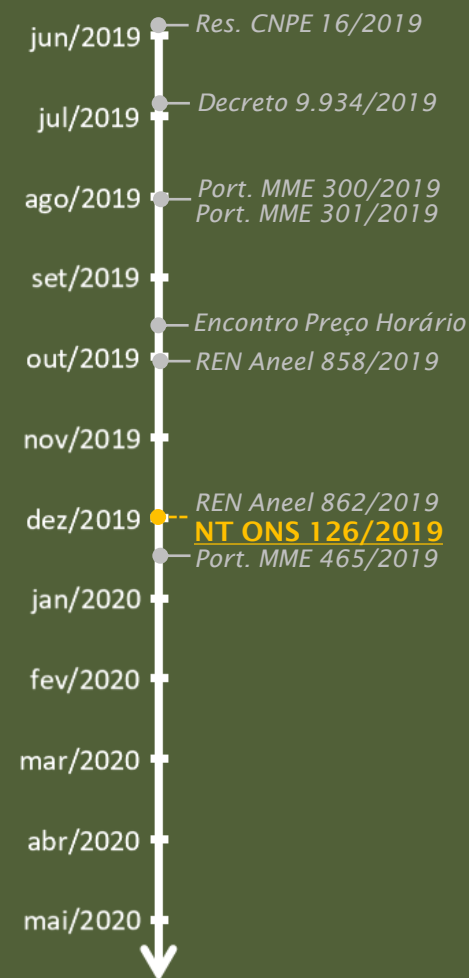 Res. CNPE 16/2019
jun/2019
Decreto 9.934/2019
jul/2019
Port. MME 300/2019
ago/2019
Port. MME 301/2019
set/2019
Encontro Preço Horário
out/2019
REN Aneel 858/2019
nov/2019
REN Aneel 862/2019
dez/2019
NT ONS 126/2019
Port. MME 465/2019
jan/2020
fev/2020
mar/2020
abr/2020
mai/2020